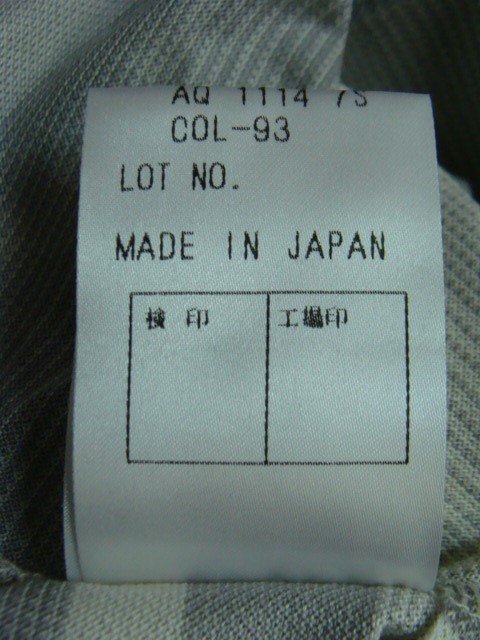 AQ 1114 7S
COL-93
LOT NO.
MADE IN JAPAN
検 印
工場印